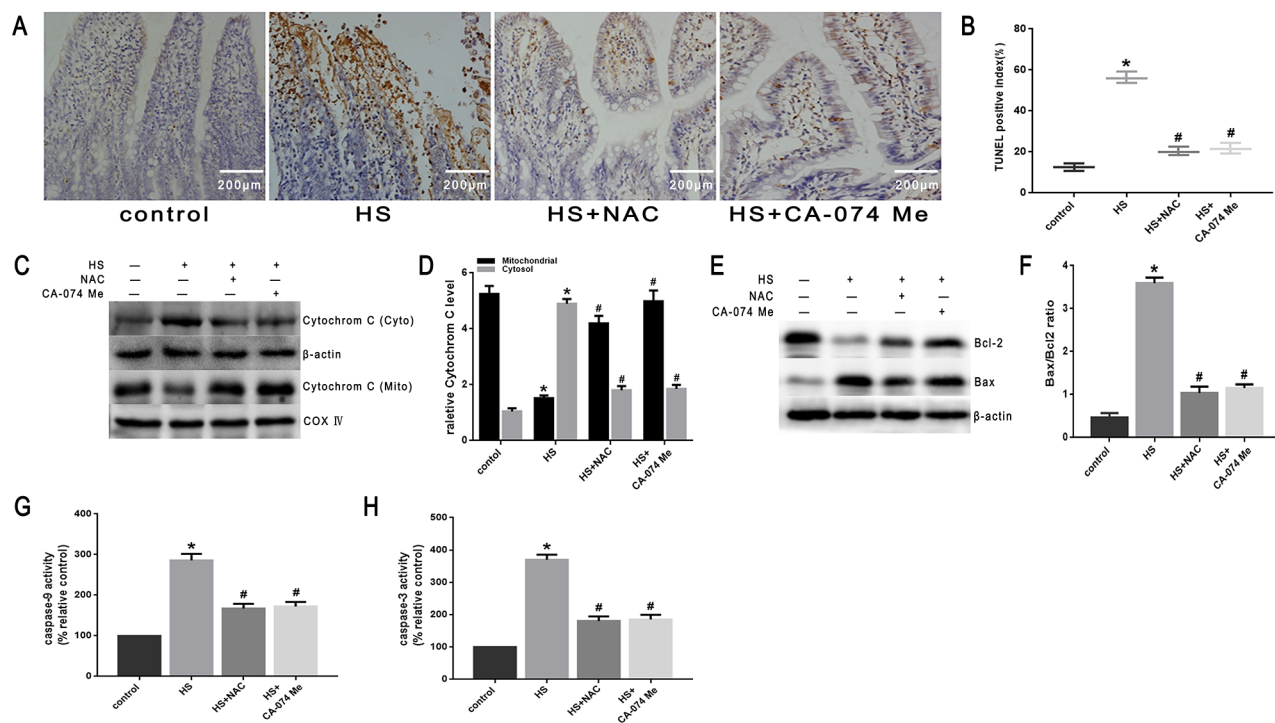 A
200μm
200μm
200μm
200μm
control
HS
HS+NAC
HS+CA-074 Me
B
TUNEL positive index(%)
80
60
40
20
0
*
#
#
control
HS
HS+NAC
HS+
CA-074 Me
C
HS — + + +
NAC — — + —
CA-074 Me — — — +
Cytochrom C (Cyto)
β-actin
Cytochrom C (Mito)
COX Ⅳ
D
Mitochondrial
Cytosol
raletive Cytochrom C level
6
4
2
0
*
*
#
#
#
#
contol
HS
HS+NAC
HS+
CA-074 Me
E
HS — + + +
NAC — — + —
CA-074 Me — — — +
Bcl-2
Bax
β-actin
F
Bax/Bcl2 ratio
4
3
2
1
0
*
#
#
control
HS
HS+NAC
HS+
CA-074 Me
G
caspase-9 activity
(% relative control)
400
300
200
100
0
*
#
#
control
HS
HS+NAC
HS+
CA-074 Me
H
caspase-3 activity
(% relative control)
500
400
300
200
100
0
*
#
#
control
HS
HS+NAC
HS+
CA-074 Me